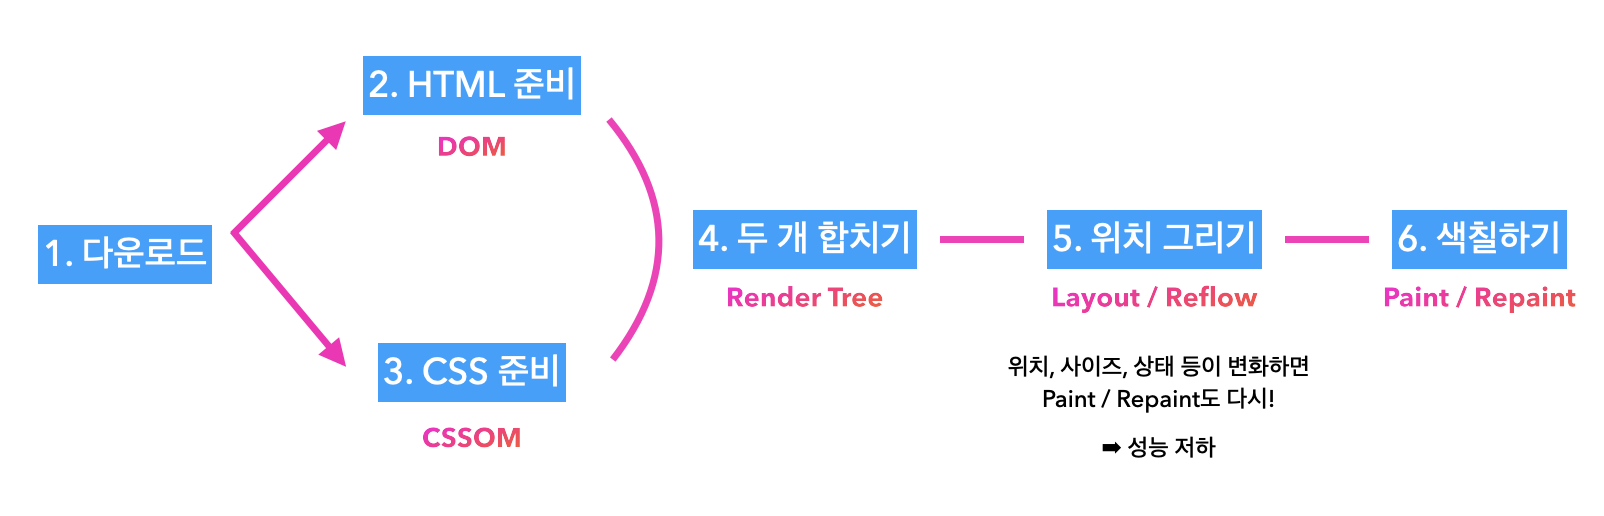 1. 다운로드
2. HTML 준비
DOM
3. CSS 준비
CSSOM
4. 두 개 합치기
Render Tree
5. 위치 그리기
Layout / Reflow
위치, 사이즈, 상태 등이 변화하면
Paint / Repaint도 다시!
➡ 성능 저하
6. 색칠하기
Paint / Repaint